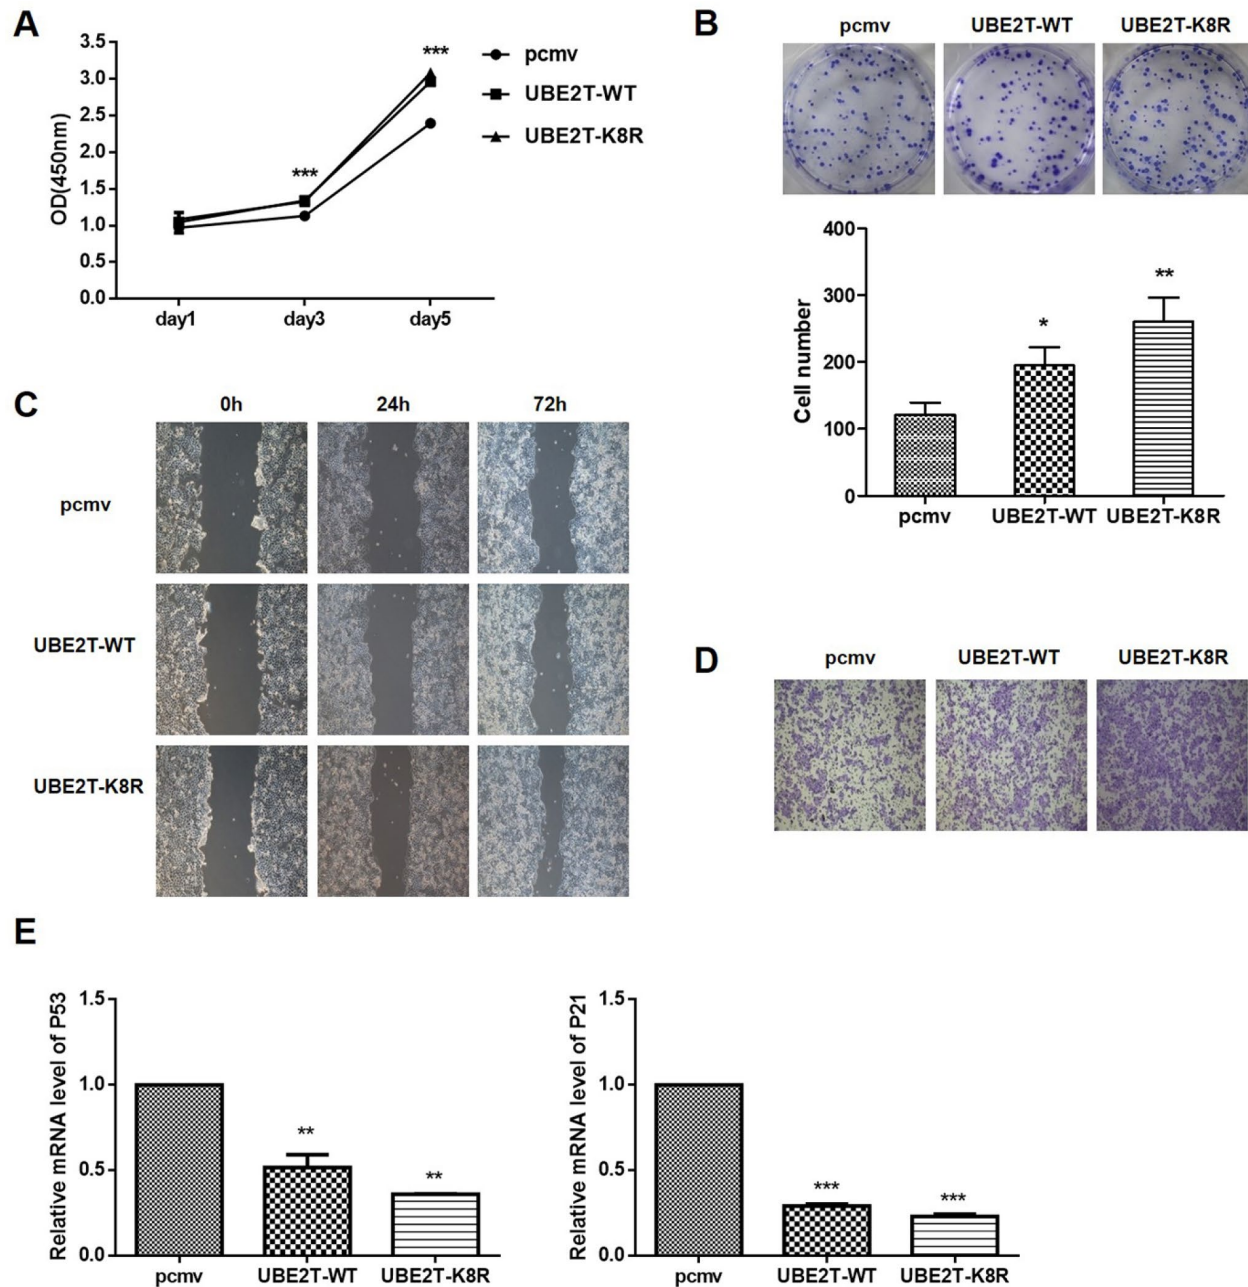 A
3.5
3.0
2.5
2.0
1.5
1.0
0.5
0.0
OD(450nm)
***
***
day1 day3 day5
pcmv
UBE2T-WT
UBE2T-K8R
B
pcmv UBE2T-WT UBE2T-K8R
400
300
200
100
0
Cell number
*
**
pcmv UBE2T-WT UBE2T-K8R
C
0h 24h 72h
pcmv
UBE2T-WT
UBE2T-K8R
D
pcmv UBE2T-WT UBE2T-K8R
E
Relative mRNA level of P53
1.5
1.0
0.5
0.0
**
**
pcmv UBE2T-WT UBE2T-K8R
Relative mRNA level of P21
1.5
1.0
0.5
0.0
***
***
pcmv UBE2T-WT UBE2T-K8R